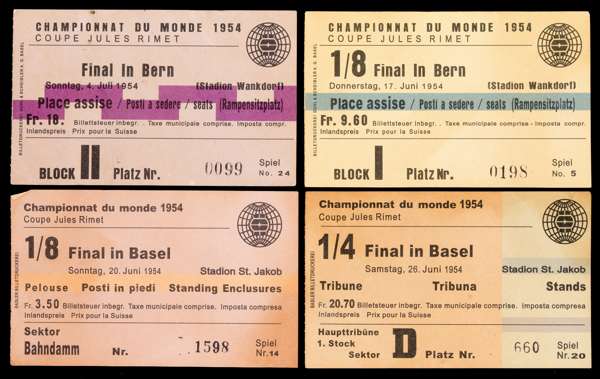 CHAMPIONNAT DU MONDE 1954
COUPE JULES RIMET
Final In Bern
Sonntag, 4. Juli 1954 (Stadion Wankdorf)
Place assise / Posti a sedere / seats (Rampensitzplatz)
Fr. 18. Billettsteuer inbegr. . Taxe municipale comprise. Imposta compr.
Inlandspreis Prix pour la Suisse
BLOCK II Platz Nr. 0099 Spiel
No. 24
CHAMPIONNAT DU MONDE 1954
COUPE JULES RIMET
1/8 Final In Bern
Donnerstag, 17. Juni 1954 (Stadion Wankdorf)
Place assise / Posti a sedere / seats (Rampensitzplatz)
Fr. 9.60 Billettsteuer inbegr. . Taxe municipale comprise. Imposta compr.
Inlandspreis Prix pour la Suisse
BLOCK I Platz Nr. 0198 Spiel
No. 5
Championnat du monde 1954
Coupe Jules Rimet
1/8 Final in Basel
Sonntag, 20. Juni 1954 Stadion St. Jakob
Pelouse Posti in piedi Standing Enclosures
Fr. 3.50 Billetsteuer inbegr. Taxe municipale comprise. Imposta compresa
Inlandspreis Prix pour la Suisse
Sektor
Bahndamm Nr. 1598 Spiel
Nr. 14
BASLER BILLETDRUCKEREI
Championnat du monde 1954
Coupe Jules Rimet
1/4 Final in Basel
Samstag, 26. Juni 1954 Stadion St. Jakob
Tribune Tribuna Stands
Fr. 20.70 Billetsteuer inbegr. Taxe municipale comprise. Imposta compresa
Inlandspreis Prix pour la Suisse
Haupttribüne
1. Stock
Sektor D Platz Nr. 660 Spiel
Nr. 20
BASLER BILLETDRUCKEREI